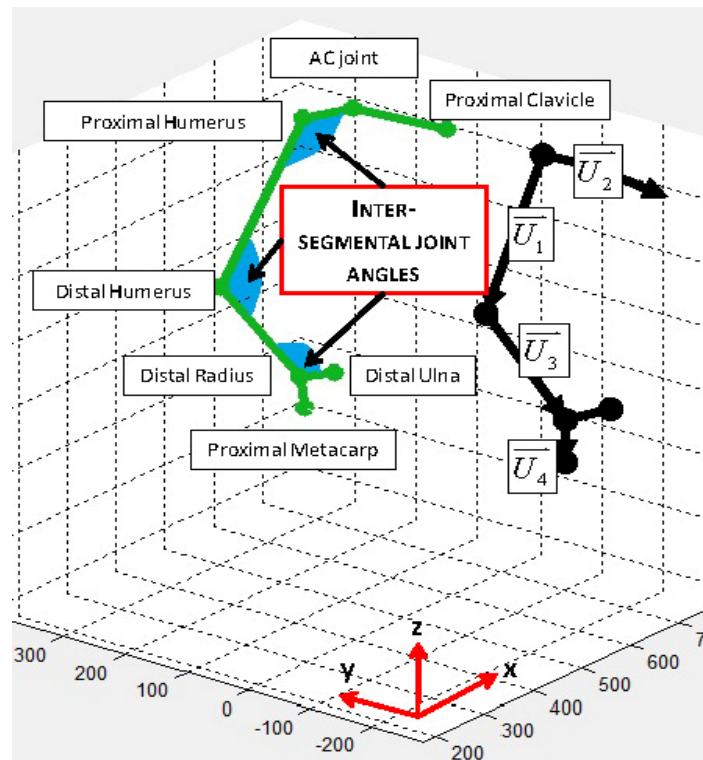 AC joint
Proximal Clavicle
Proximal Humerus
U2
U1
INTER-
SEGMENTAL JOINT
ANGLES
Distal Humerus
U3
Distal Radius
Distal Ulna
Proximal Metacarp
U4
z
y
x
300
200
100
0
-100
-200
200
300
400
500
600